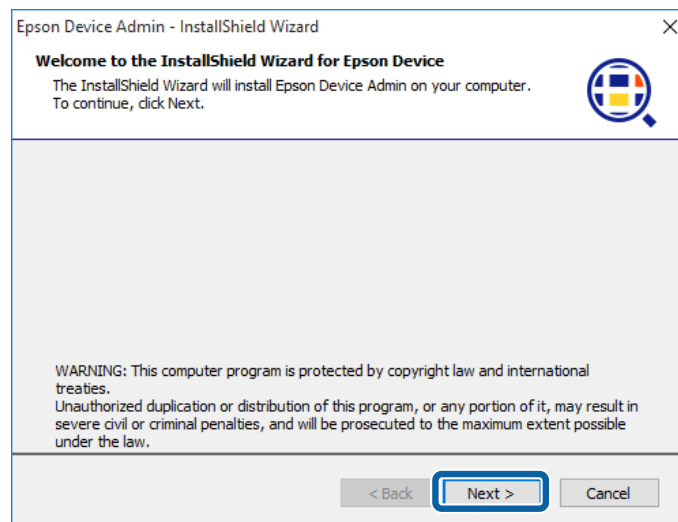 Epson Device Admin - InstallShield Wizard
Welcome to the InstallShield Wizard for Epson Device
The InstallShield Wizard will install Epson Device Admin on your computer.
To continue, click Next.
WARNING: This computer program is protected by copyright law and international
treaties.
Unauthorized duplication or distribution of this program, or any portion of it, may result in
severe civil or criminal penalties, and will be prosecuted to the maximum extent possible
under the law.
< Back Next > Cancel